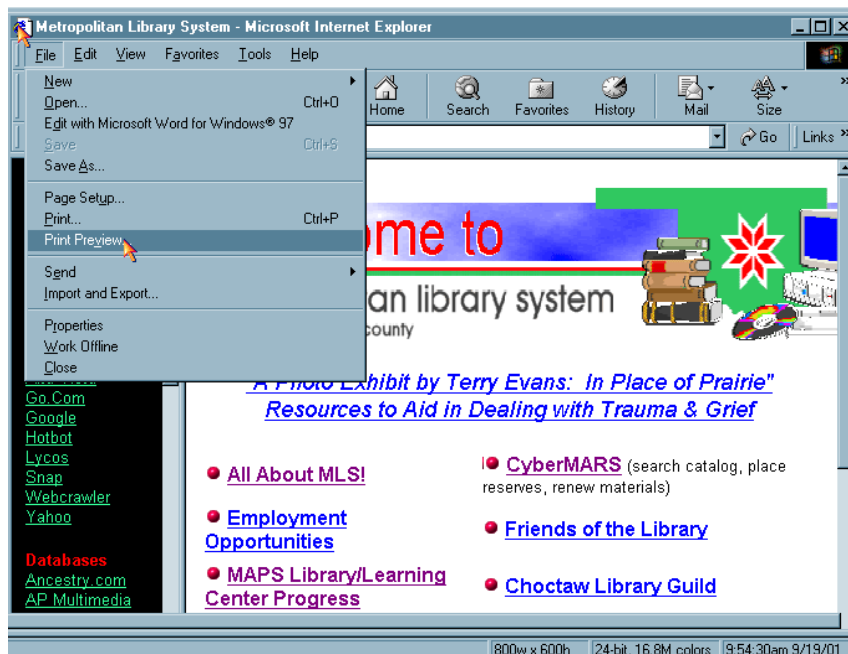 Metropolitan Library System - Microsoft Internet Explorer
File Edit View Favorites Tools Help
New
Open... Ctrl+O
Edit with Microsoft Word for Windows® 97
Save Ctrl+S
Save As...
Page Setup...
Print... Ctrl+P
Print Preview...
Send
Import and Export...
Properties
Work Offline
Close
Home Search Favorites History Mail Size
Go Links
ome to
an library system
county
"A Photo Exhibit by Terry Evans: In Place of Prairie"
Resources to Aid in Dealing with Trauma & Grief
Go.Com
Google
Hotbot
Lycos
Snap
Webcrawler
Yahoo
Databases
Ancestry.com
AP Multimedia
All About MLS!
Employment
Opportunities
MAPS Library/Learning
Center Progress
CyberMARS (search catalog, place
reserves, renew materials)
Friends of the Library
Choctaw Library Guild
800w x 600h 24-bit, 16.8M colors 9:54:30am 9/19/01